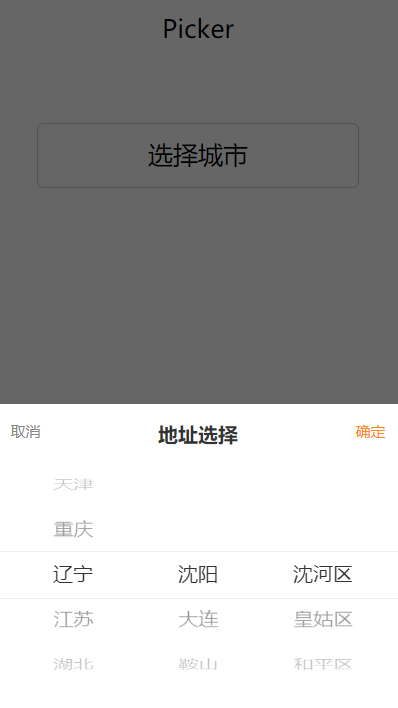 Picker
选择城市
取消 地址选择 确定
天津
重庆
辽宁 沈阳 沈河区
江苏 大连 皇姑区
湖北 鞍山 和平区